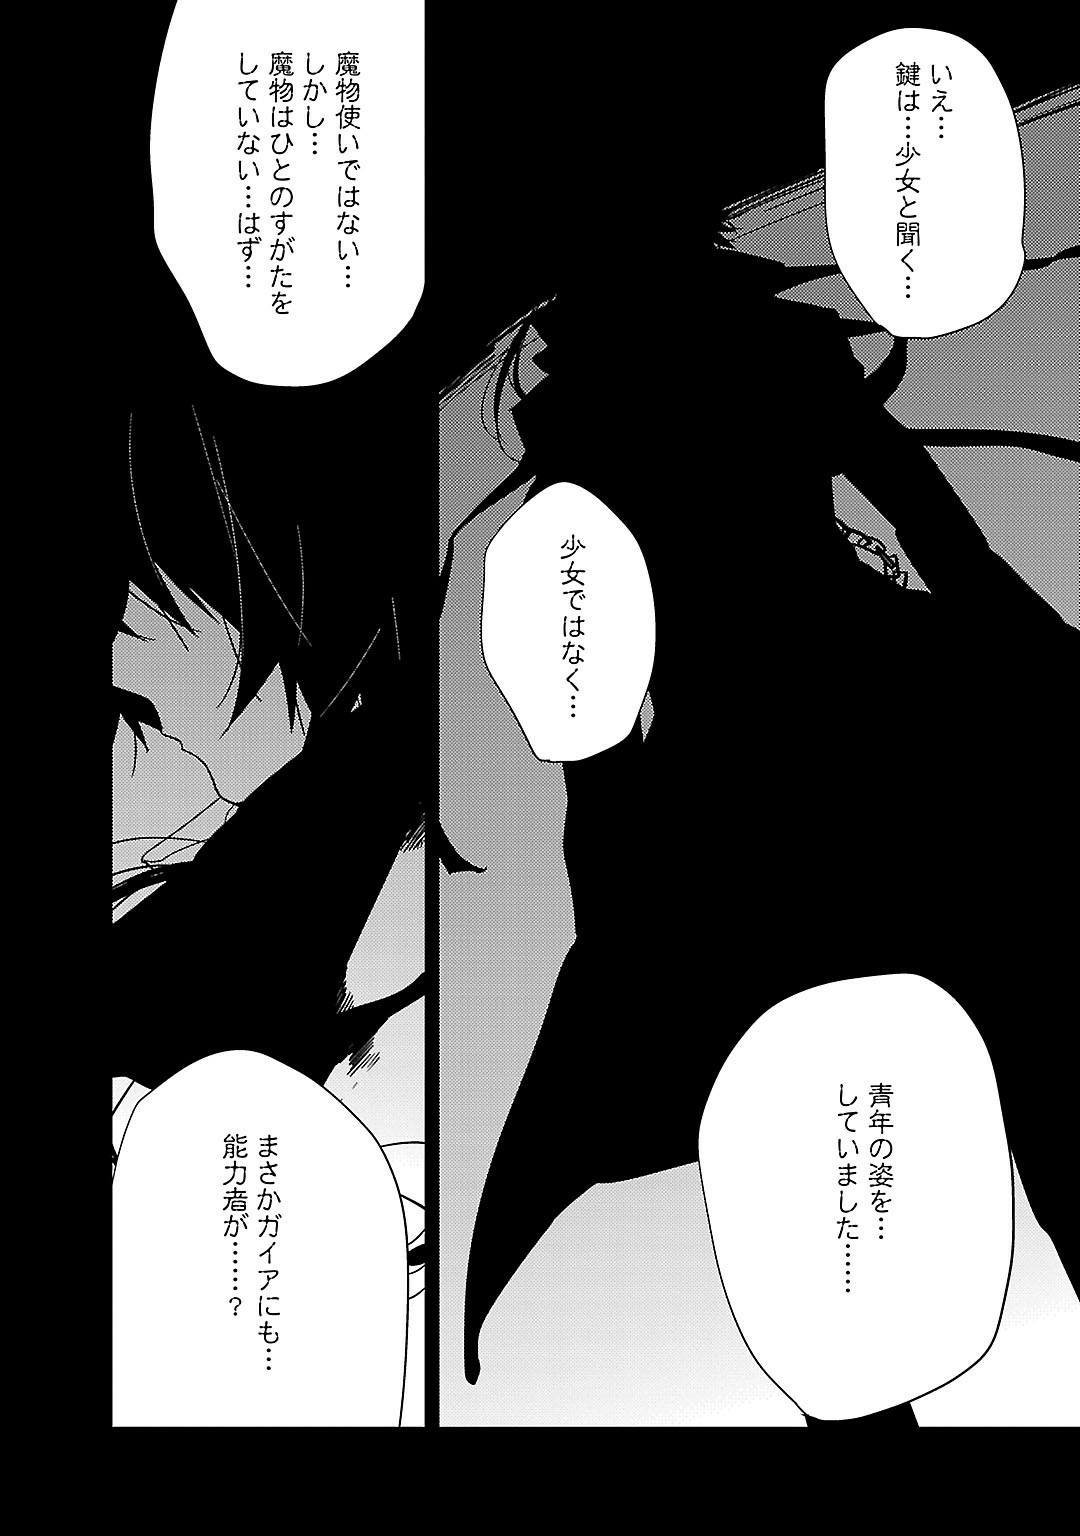 いえ…
鍵は…少女と聞く…
少女ではなく…
青年の姿を…
していました……
魔物使いではない…
しかし…
魔物はひとのすがたを
していない…はず…
まさかガイアにも…
能力者が……?